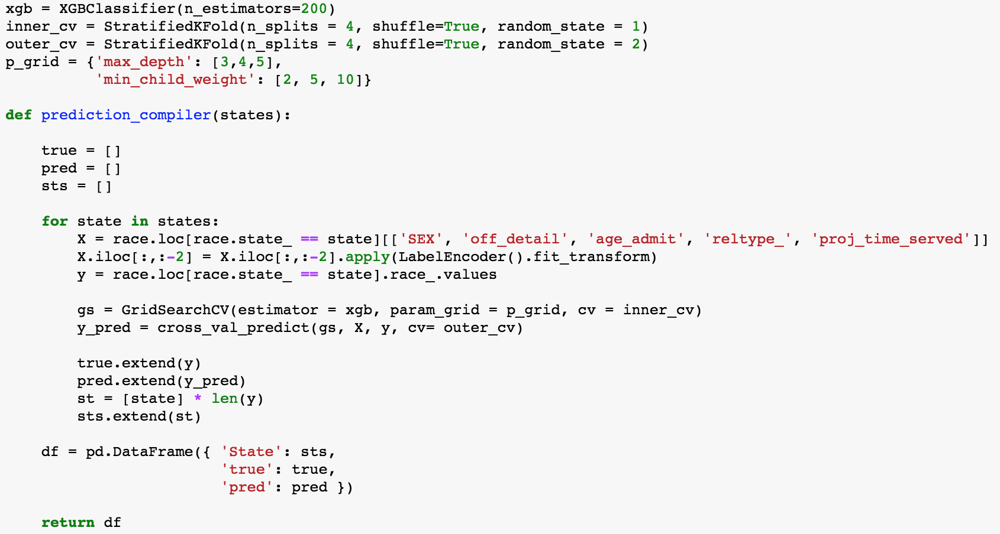 xgb = XGBClassifier(n_estimators=200)
inner_cv = StratifiedKFold(n_splits = 4, shuffle=True, random_state = 1)
outer_cv = StratifiedKFold(n_splits = 4, shuffle=True, random_state = 2)
p_grid = {'max_depth': [3,4,5],
          'min_child_weight': [2, 5, 10]}

def prediction_compiler(states):

    true = []
    pred = []
    sts = []

    for state in states:
        X = race.loc[race.state_ == state][['SEX', 'off_detail', 'age_admit', 'reltype_', 'proj_time_served']]
        X.iloc[:,:-2] = X.iloc[:,:-2].apply(LabelEncoder().fit_transform)
        y = race.loc[race.state_ == state].race_.values

        gs = GridSearchCV(estimator = xgb, param_grid = p_grid, cv = inner_cv)
        y_pred = cross_val_predict(gs, X, y, cv= outer_cv)

        true.extend(y)
        pred.extend(y_pred)
        st = [state] * len(y)
        sts.extend(st)

    df = pd.DataFrame({ 'State': sts,
                        'true': true,
                        'pred': pred })

    return df